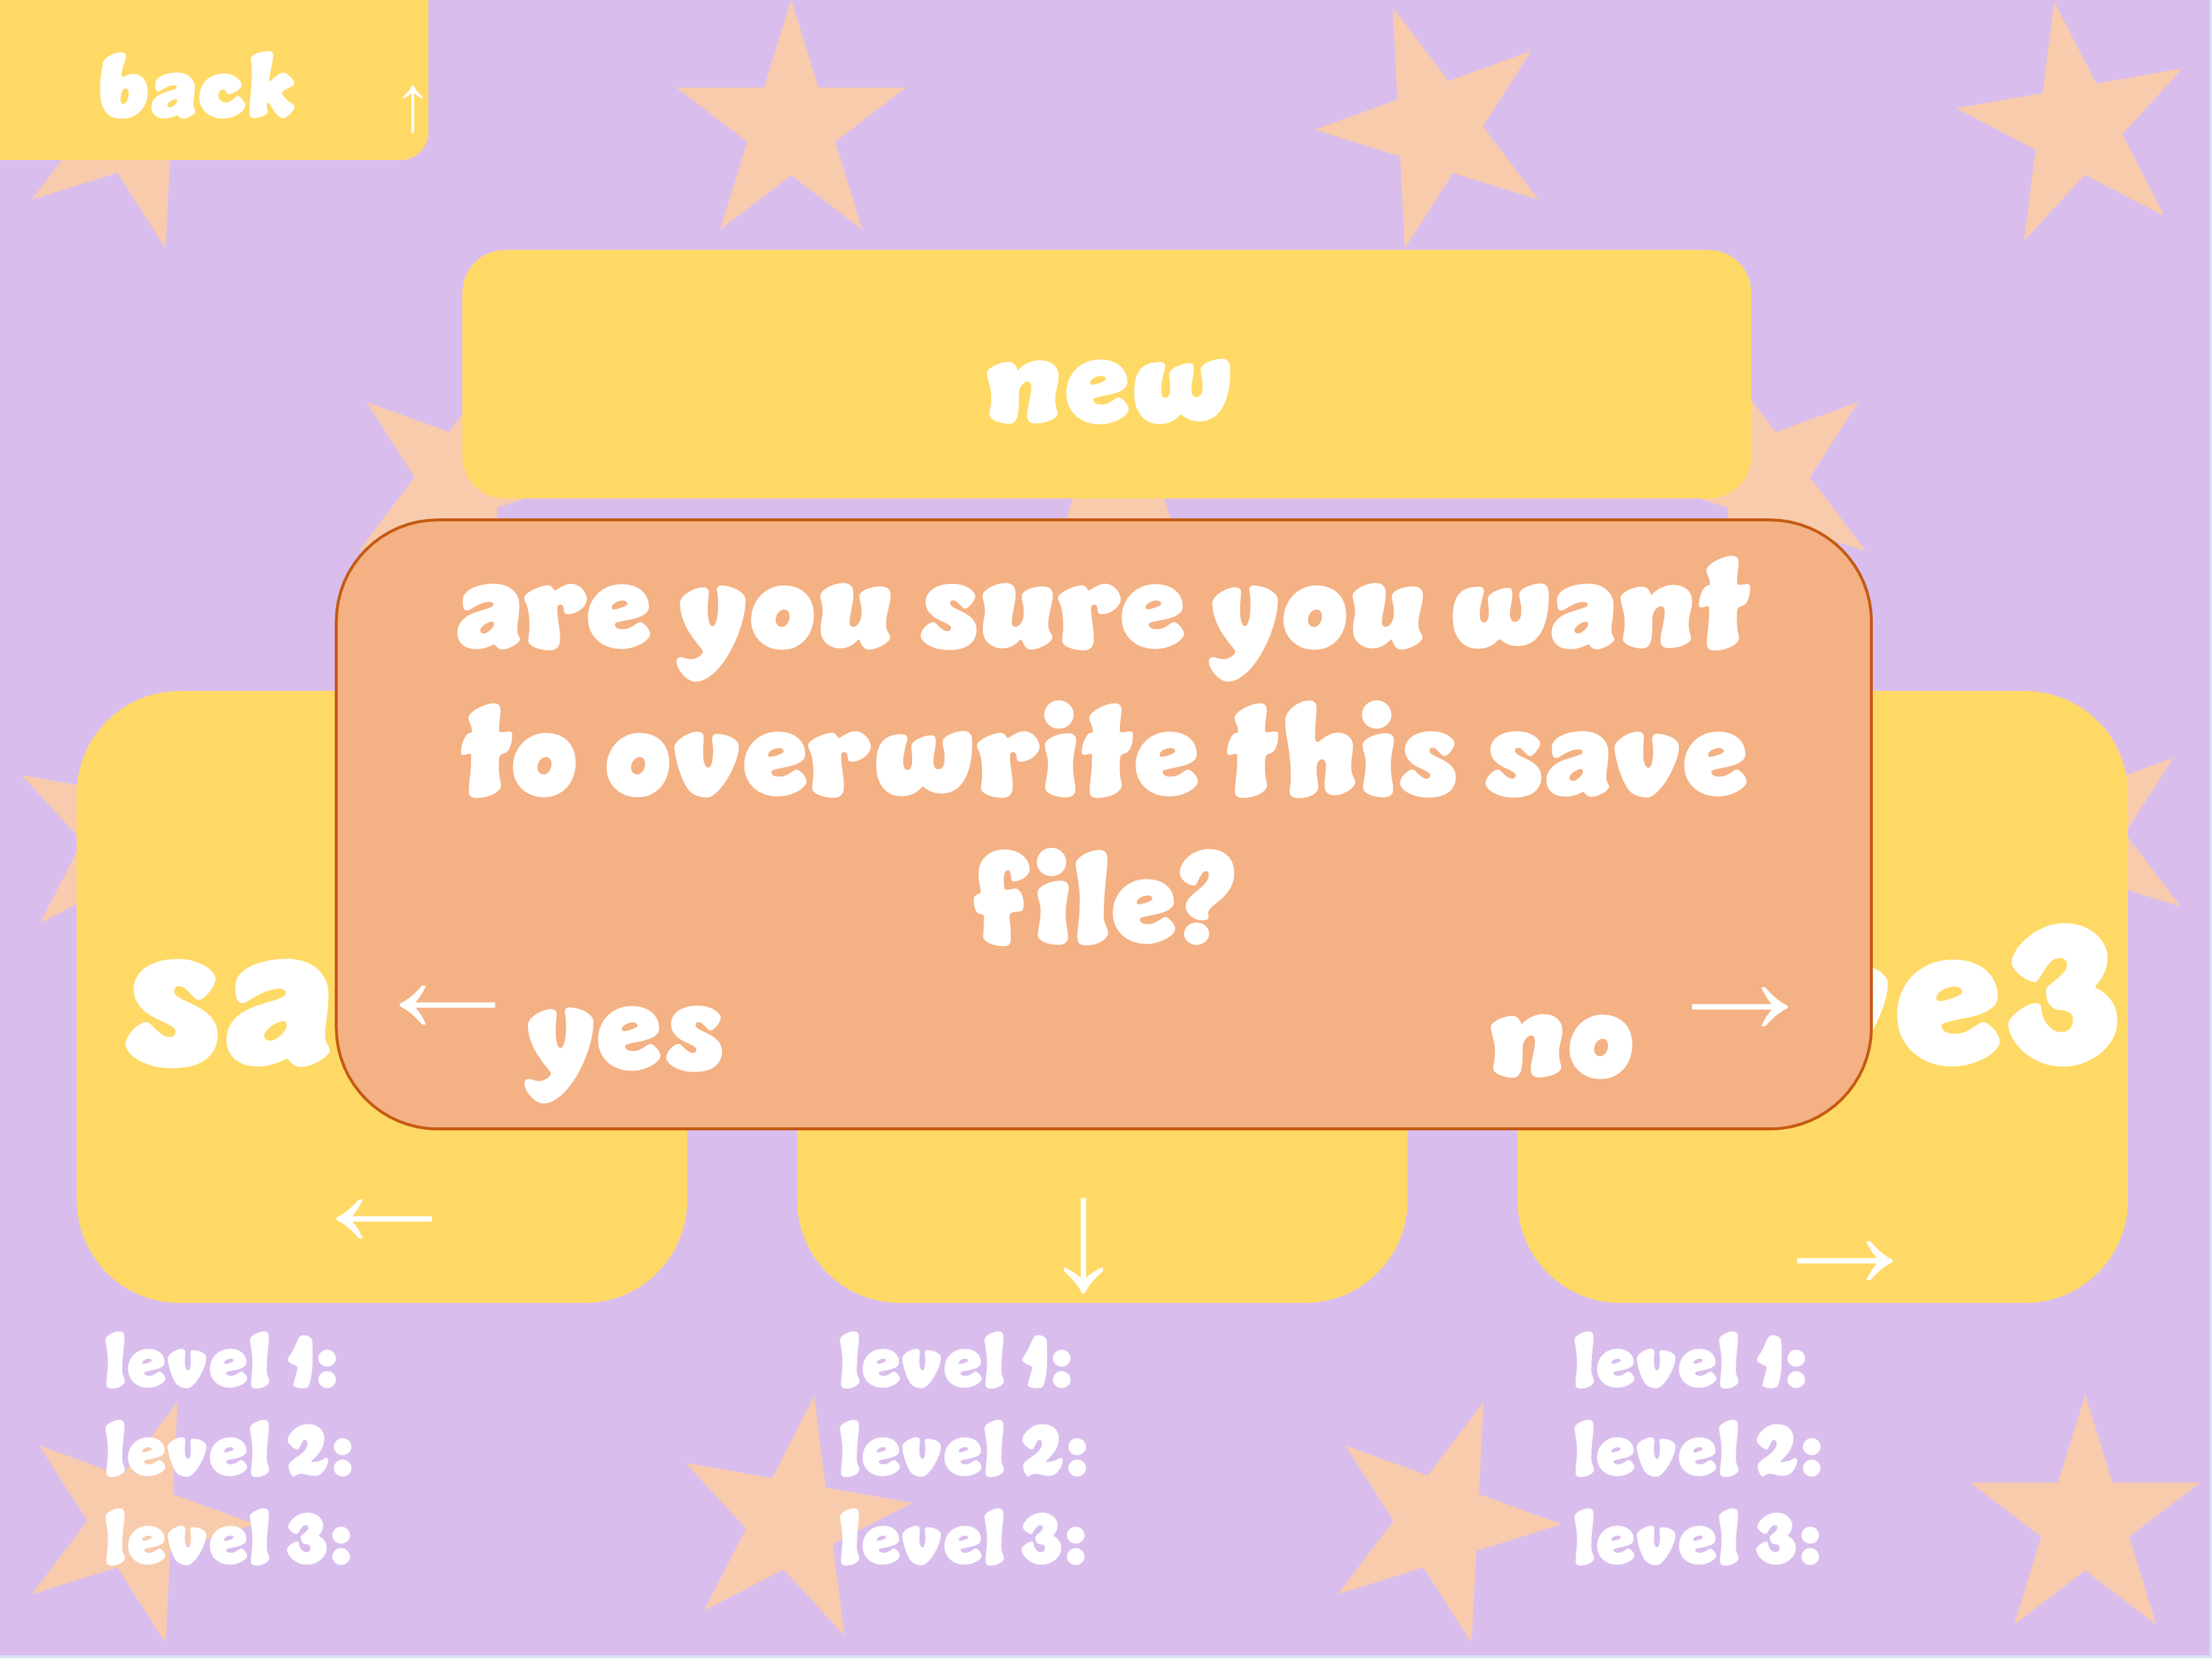 back ↑
new
are you sure you want
to overwrite this save
file?
sa
e3
← yes
no →
←
↓
→
level 1:
level 2:
level 3:
level 1:
level 2:
level 3:
level 1:
level 2:
level 3: